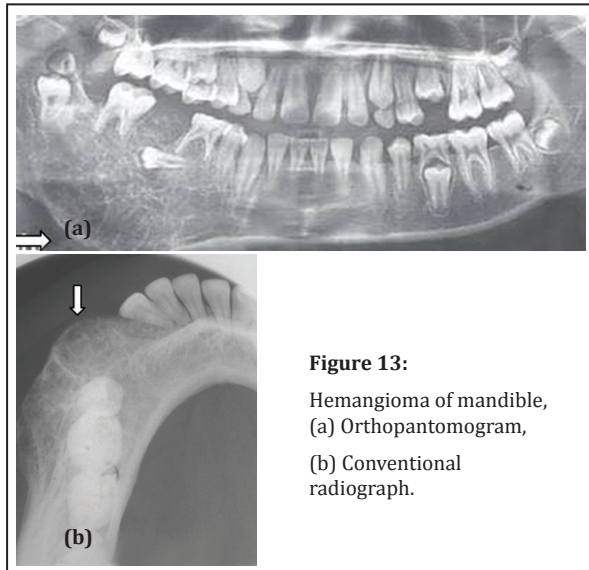 (a)
(b)
Figure 13:
Hemangioma of mandible,
(a) Orthopantomogram,
(b) Conventional
radiograph.